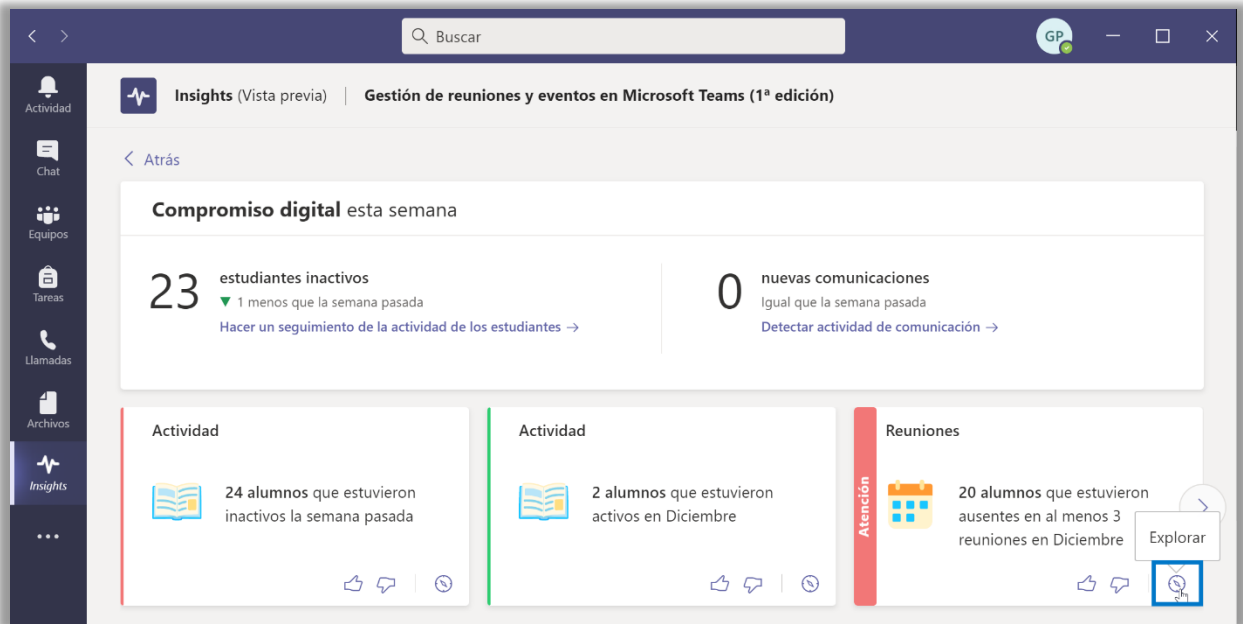 Buscar
GP
Actividad
Chat
Equipos
Tareas
Llamadas
Archivos
Insights
Insights (Vista previa) | Gestión de reuniones y eventos en Microsoft Teams (1ª edición)
Atrás
Compromiso digital esta semana
23
estudiantes inactivos
1 menos que la semana pasada
Hacer un seguimiento de la actividad de los estudiantes →
0
nuevas comunicaciones
Igual que la semana pasada
Detectar actividad de comunicación →
Actividad
24 alumnos que estuvieron
inactivos la semana pasada
Actividad
2 alumnos que estuvieron
activos en Diciembre
Atención
Reuniones
20 alumnos que estuvieron
ausentes en al menos 3
reuniones en Diciembre
Explorar